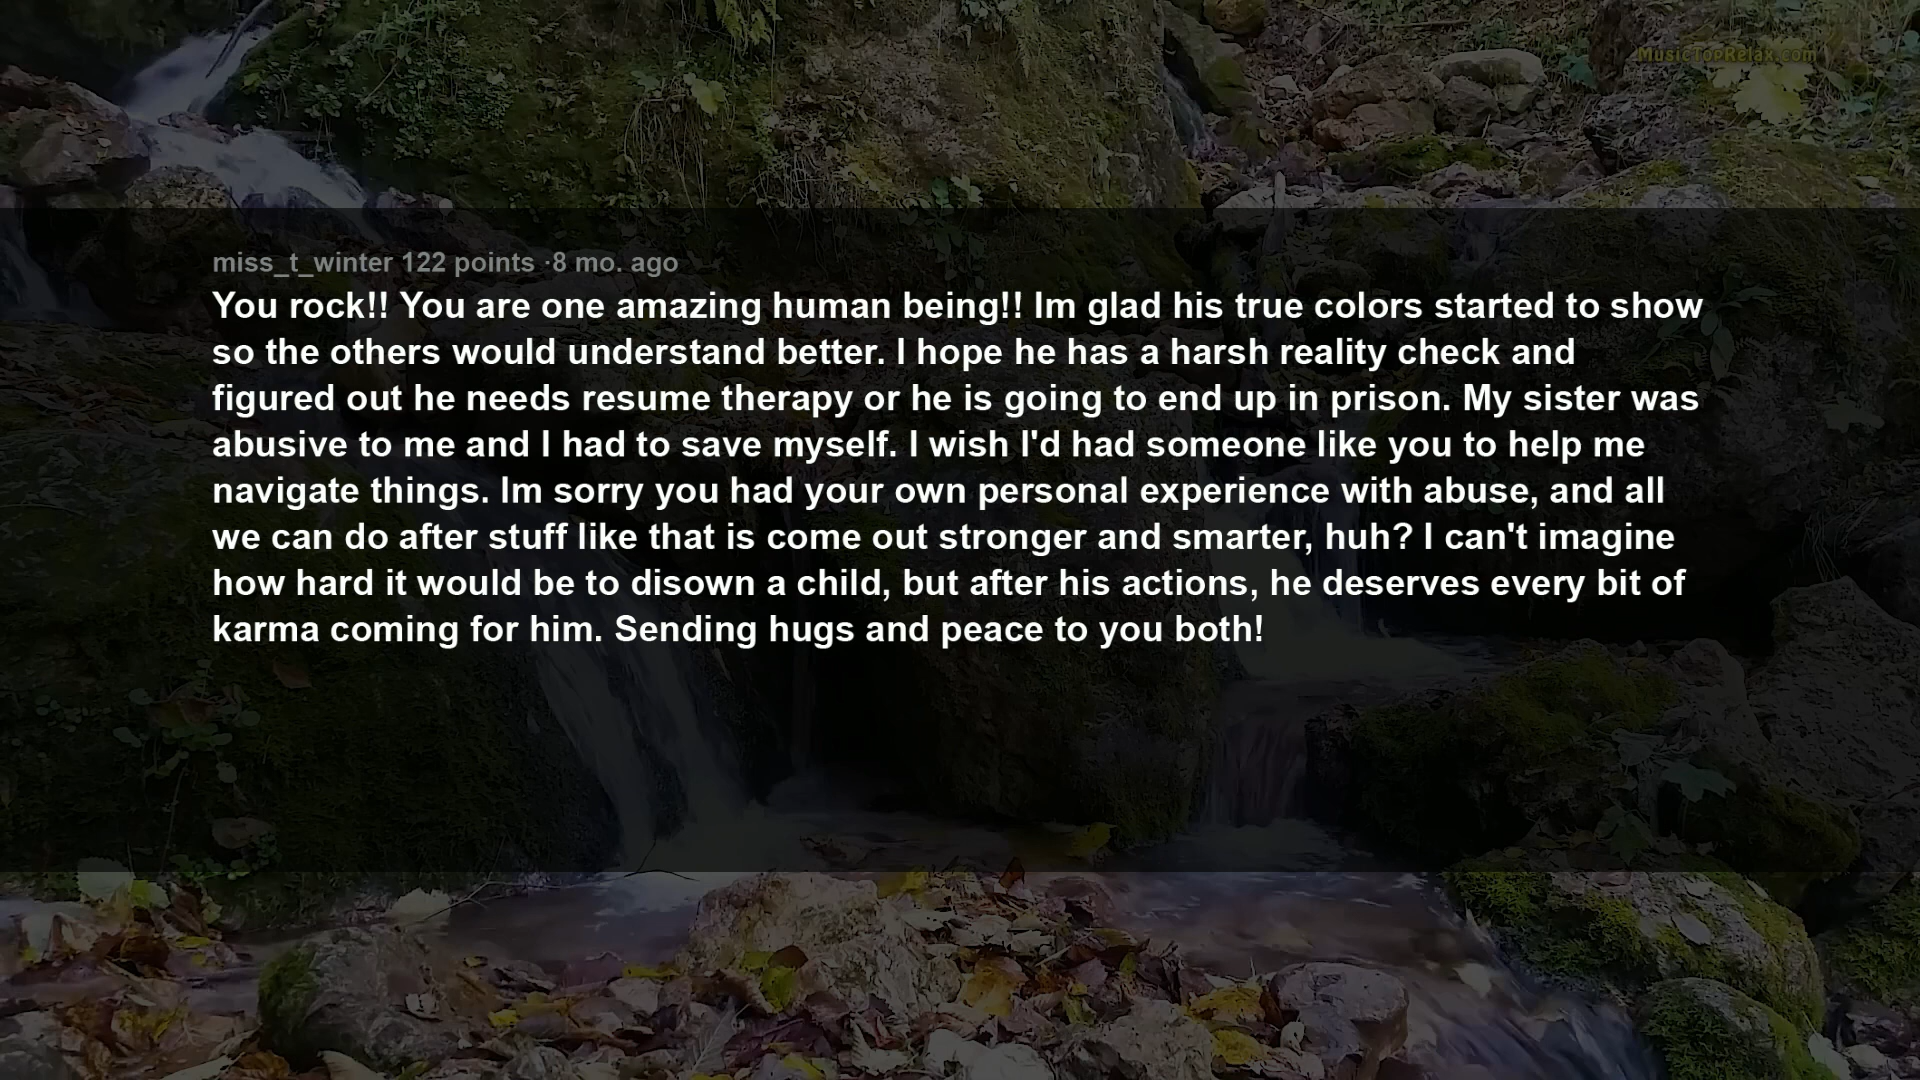 MusicTopRelax.com
miss_t_winter 122 points ·8 mo. ago
You rock!! You are one amazing human being!! Im glad his true colors started to show
so the others would understand better. I hope he has a harsh reality check and
figured out he needs resume therapy or he is going to end up in prison. My sister was
abusive to me and I had to save myself. I wish I'd had someone like you to help me
navigate things. Im sorry you had your own personal experience with abuse, and all
we can do after stuff like that is come out stronger and smarter, huh? I can't imagine
how hard it would be to disown a child, but after his actions, he deserves every bit of
karma coming for him. Sending hugs and peace to you both!